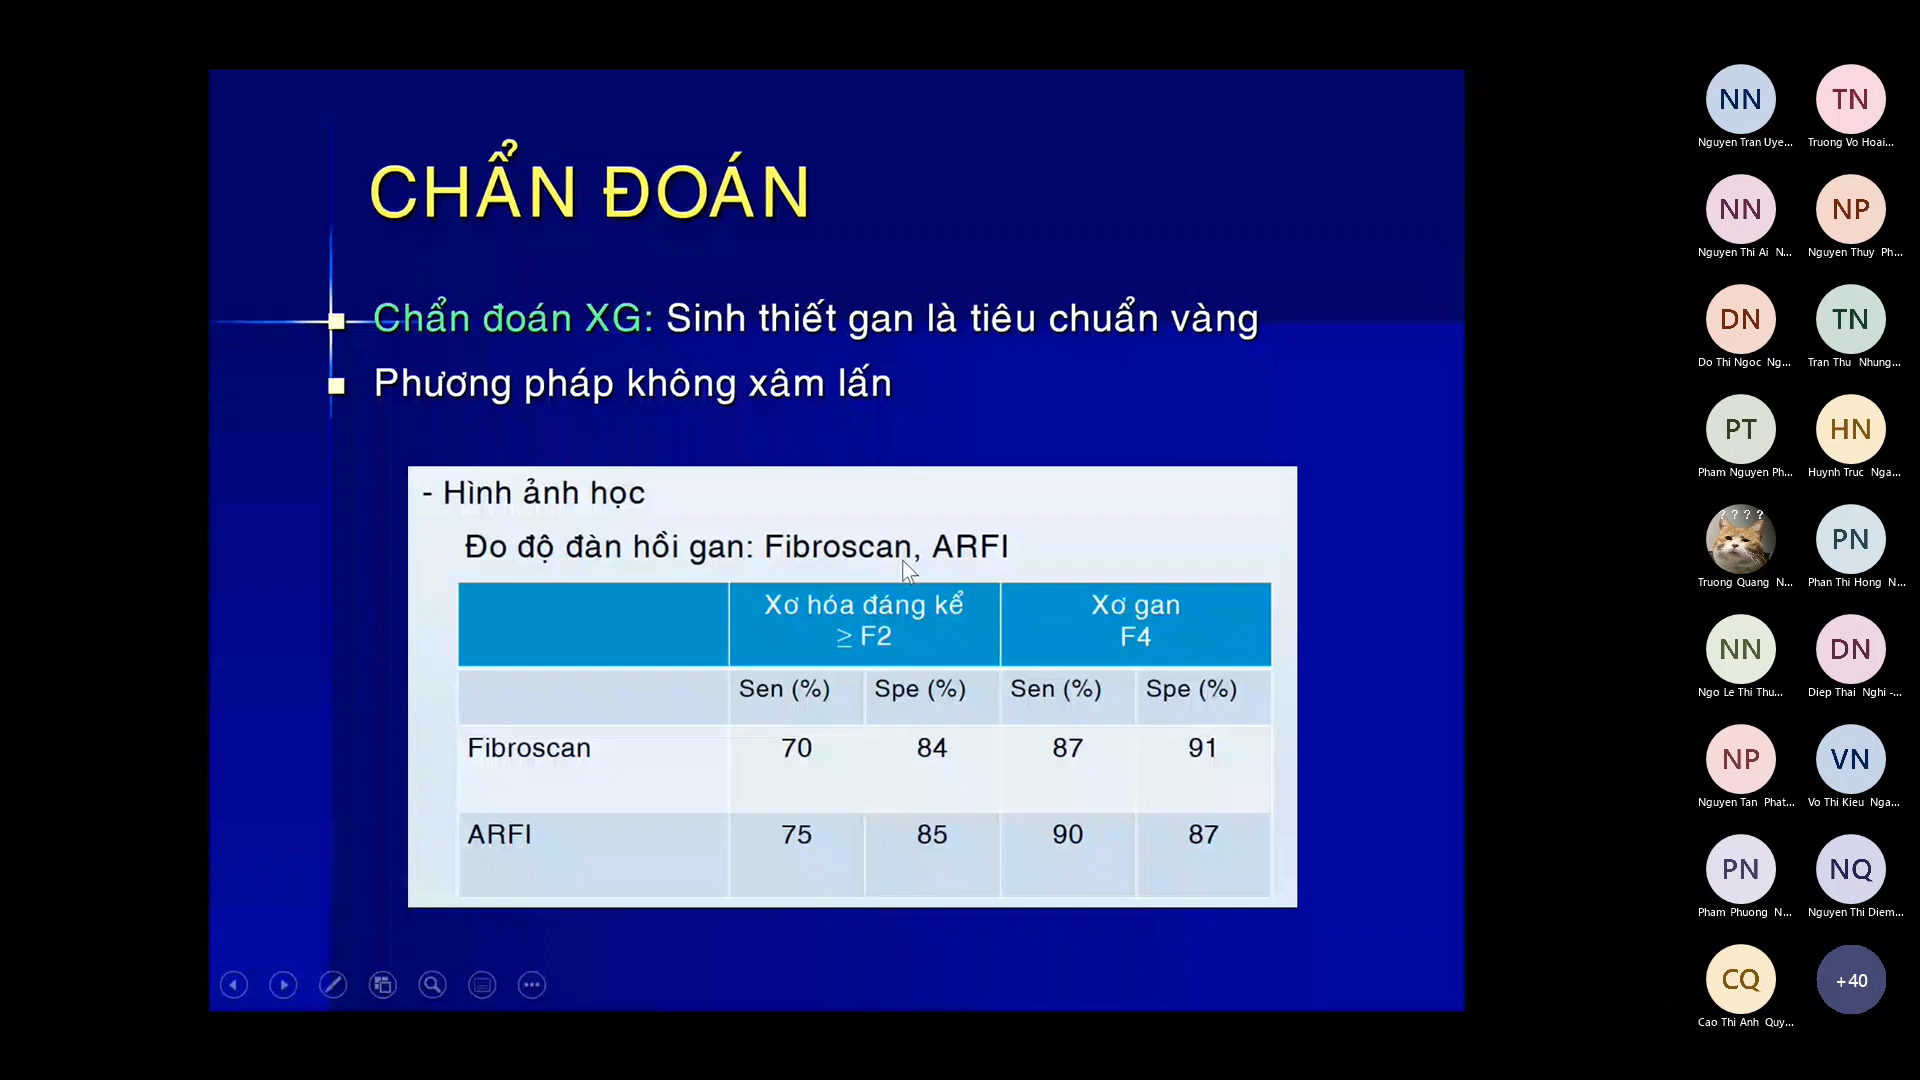 CHẨN ĐOÁN
Chẩn đoán XG: Sinh thiết gan là tiêu chuẩn vàng
Phương pháp không xâm lấn
- Hình ảnh học
Đo độ đàn hồi gan: Fibroscan, ARFI
Xơ hóa đáng kể
≥ F2
Xơ gan
F4
Sen (%) Spe (%) Sen (%) Spe (%)
Fibroscan 70 84 87 91
ARFI 75 85 90 87
NN TN
Nguyen Tran Uye... Truong Vo Hoai...
NN NP
Nguyen Thi Ai N... Nguyen Thuy Ph...
DN TN
Do Thi Ngoc Ng... Tran Thu Nhung...
PT HN
Pham Nguyen Ph... Huynh Truc Nga...
? ? ? ? PN
Truong Quang N... Phan Thi Hong N...
NN DN
Ngo Le Thi Thu... Diep Thai Nghi -...
NP VN
Nguyen Tan Phat... Vo Thi Kieu Nga...
PN NQ
Pham Phuong N... Nguyen Thi Diem...
CQ +40
Cao Thi Anh Quy...